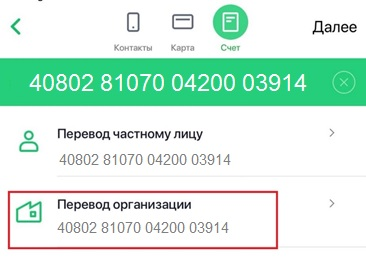 Далее
Контакты Карта Счет
40802 81070 04200 03914
Перевод частному лицу
40802 81070 04200 03914
Перевод организации
40802 81070 04200 03914